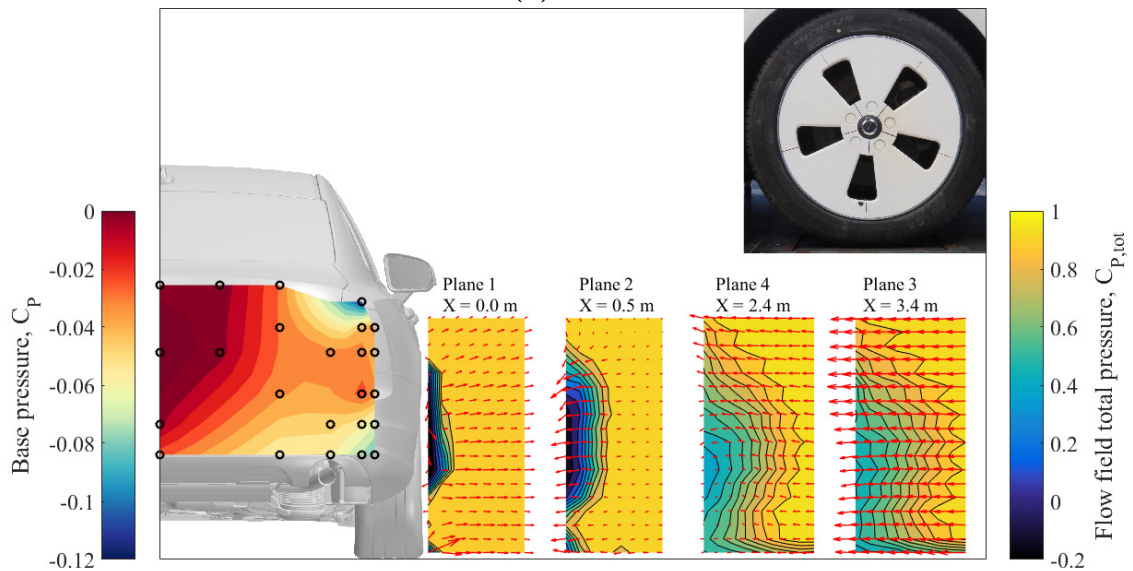 Plane 1
X = 0.0 m
Plane 2
X = 0.5 m
Plane 4
X = 2.4 m
Plane 3
X = 3.4 m
Base pressure, C_P
0
-0.02
-0.04
-0.06
-0.08
-0.1
-0.12
Flow field total pressure, C_P,tot
1
0.8
0.6
0.4
0.2
0
-0.2